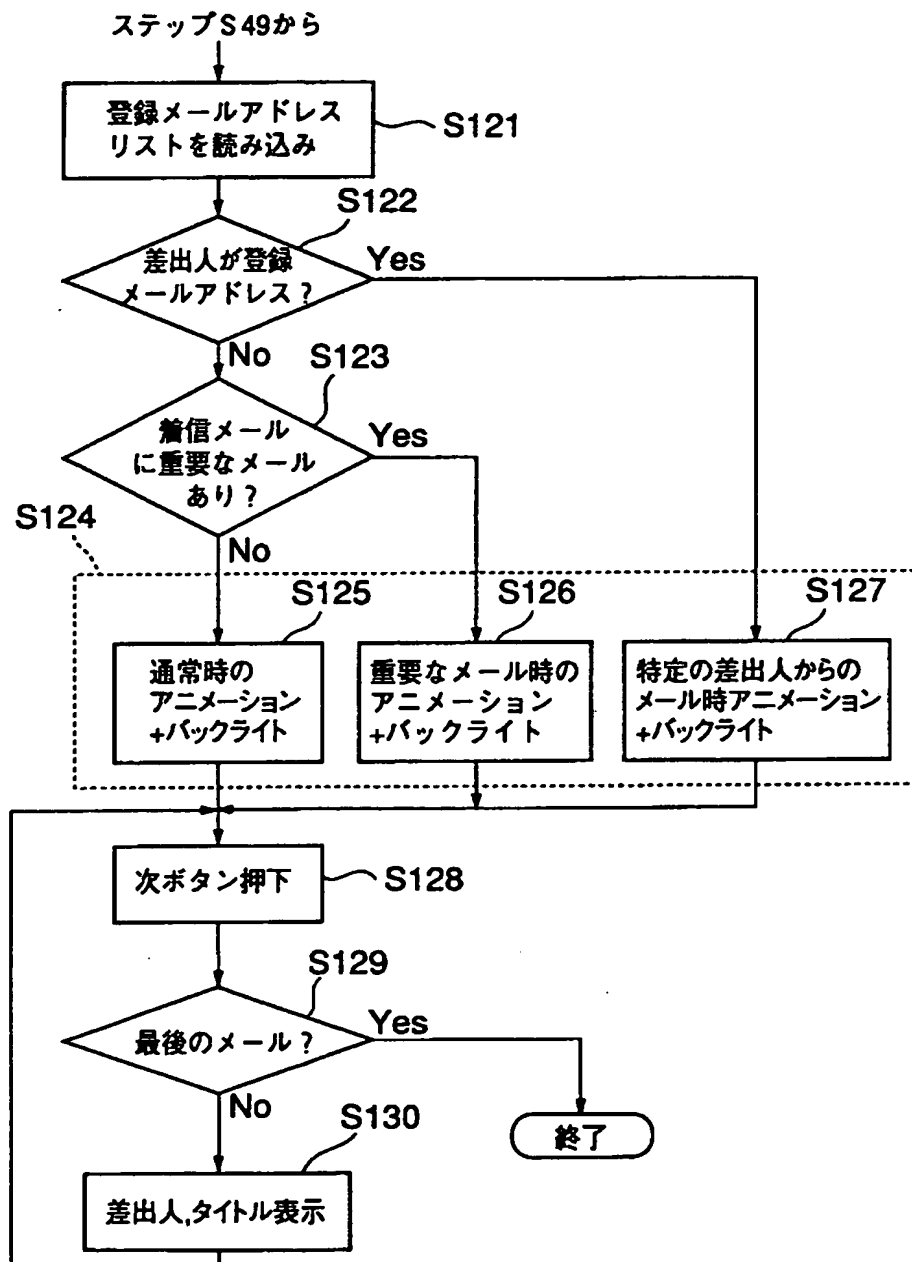 ステップS49から
登録メールアドレス
リストを読み込み
S121
S122
差出人が登録
メールアドレス?
Yes
No
S123
着信メール
に重要なメール
あり?
Yes
S124
No
S125
通常時の
アニメーション
+バックライト
S126
重要なメール時の
アニメーション
+バックライト
S127
特定の差出人からの
メール時アニメーション
+バックライト
次ボタン押下
S128
S129
最後のメール?
Yes
No
終了
S130
差出人,タイトル表示